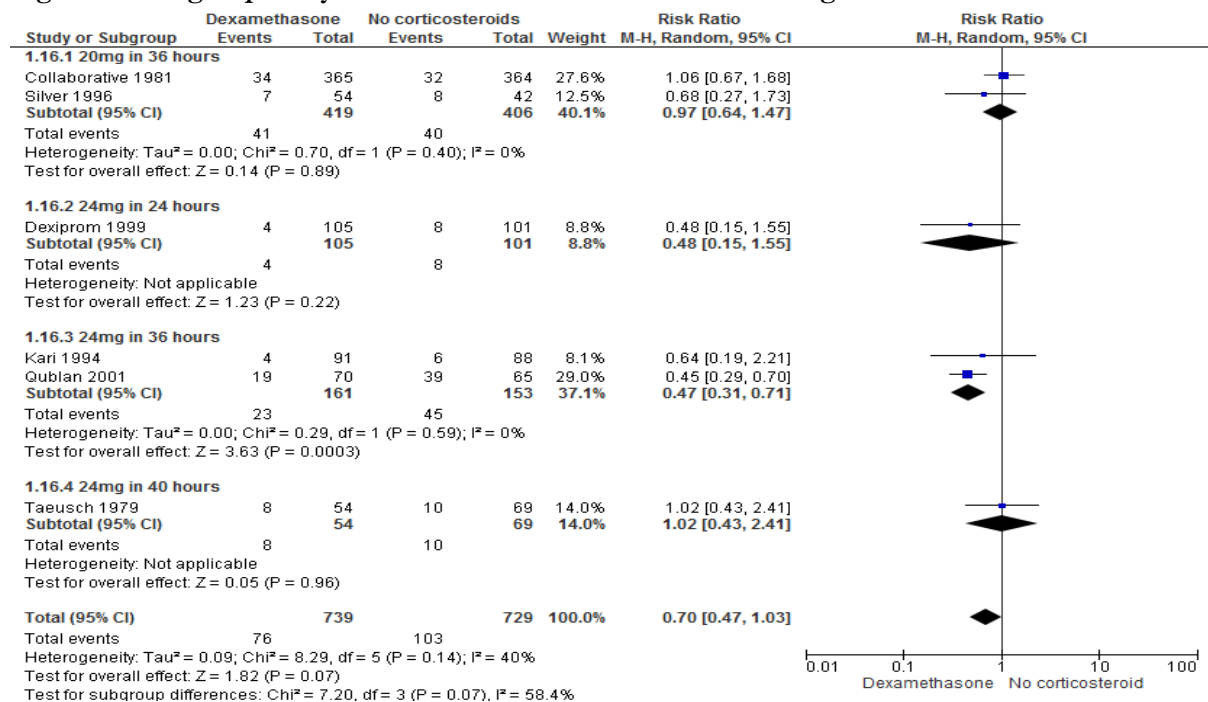 Dexamethasone No corticosteroids Risk Ratio Risk Ratio
Study or Subgroup Events Total Events Total Weight M-H, Random, 95% CI M-H, Random, 95% CI
1.16.1 20mg in 36 hours
Collaborative 1981 34 365 32 364 27.6% 1.06 [0.67, 1.68]
Silver 1996 7 54 8 42 12.5% 0.68 [0.27, 1.73]
Subtotal (95% CI) 419 406 40.1% 0.97 [0.64, 1.47]
Total events 41 40
Heterogeneity: Tau² = 0.00; Chi² = 0.70, df = 1 (P = 0.40); I² = 0%
Test for overall effect: Z = 0.14 (P = 0.89)
1.16.2 24mg in 24 hours
Dexiprom 1999 4 105 8 101 8.8% 0.48 [0.15, 1.55]
Subtotal (95% CI) 105 101 8.8% 0.48 [0.15, 1.55]
Total events 4 8
Heterogeneity: Not applicable
Test for overall effect: Z = 1.23 (P = 0.22)
1.16.3 24mg in 36 hours
Kari 1994 4 91 6 88 8.1% 0.64 [0.19, 2.21]
Qublan 2001 19 70 39 65 29.0% 0.45 [0.29, 0.70]
Subtotal (95% CI) 161 153 37.1% 0.47 [0.31, 0.71]
Total events 23 45
Heterogeneity: Tau² = 0.00; Chi² = 0.29, df = 1 (P = 0.59); I² = 0%
Test for overall effect: Z = 3.63 (P = 0.0003)
1.16.4 24mg in 40 hours
Taeusch 1979 8 54 10 69 14.0% 1.02 [0.43, 2.41]
Subtotal (95% CI) 54 69 14.0% 1.02 [0.43, 2.41]
Total events 8 10
Heterogeneity: Not applicable
Test for overall effect: Z = 0.05 (P = 0.96)
Total (95% CI) 739 729 100.0% 0.70 [0.47, 1.03]
Total events 76 103
Heterogeneity: Tau² = 0.09; Chi² = 8.29, df = 5 (P = 0.14); I² = 40%
Test for overall effect: Z = 1.82 (P = 0.07)
Test for subgroup differences: Chi² = 7.20, df = 3 (P = 0.07), I² = 58.4%
0.01 0.1 1 10 100
Dexamethasone No corticosteroid